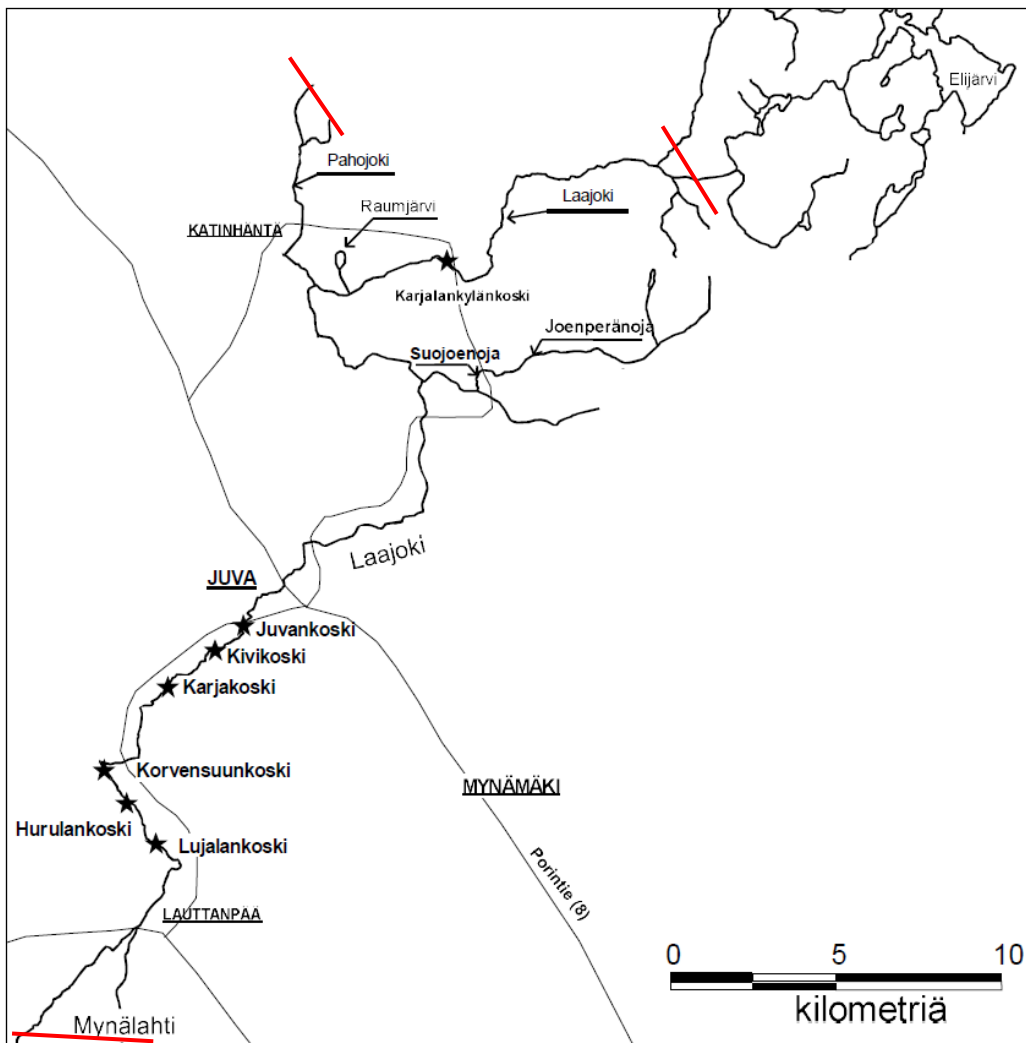 Elijärvi
Pahojoki
Raumjärvi
Laajoki
KATINHÄNTÄ
Karjalankylänkoski
Joenperänoja
Suojoenoja
Laajoki
JUVA
Juvankoski
Kivikoski
Karjakoski
Korvensuunkoski
MYNÄMÄKI
Hurulankoski
Lujalankoski
Porintie (8)
LAUTTANPÄÄ
0 5 10
kilometriä
Mynälahti